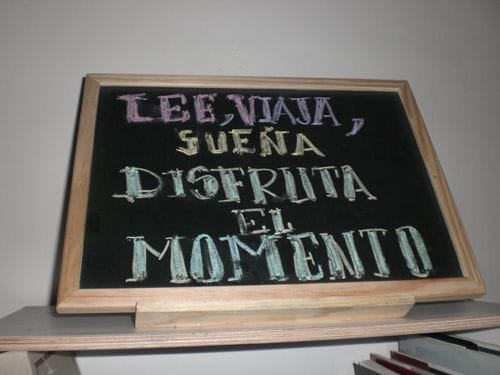 LEE, VIAJA,
SUEÑA
DISFRUTA
EL
MOMENTO